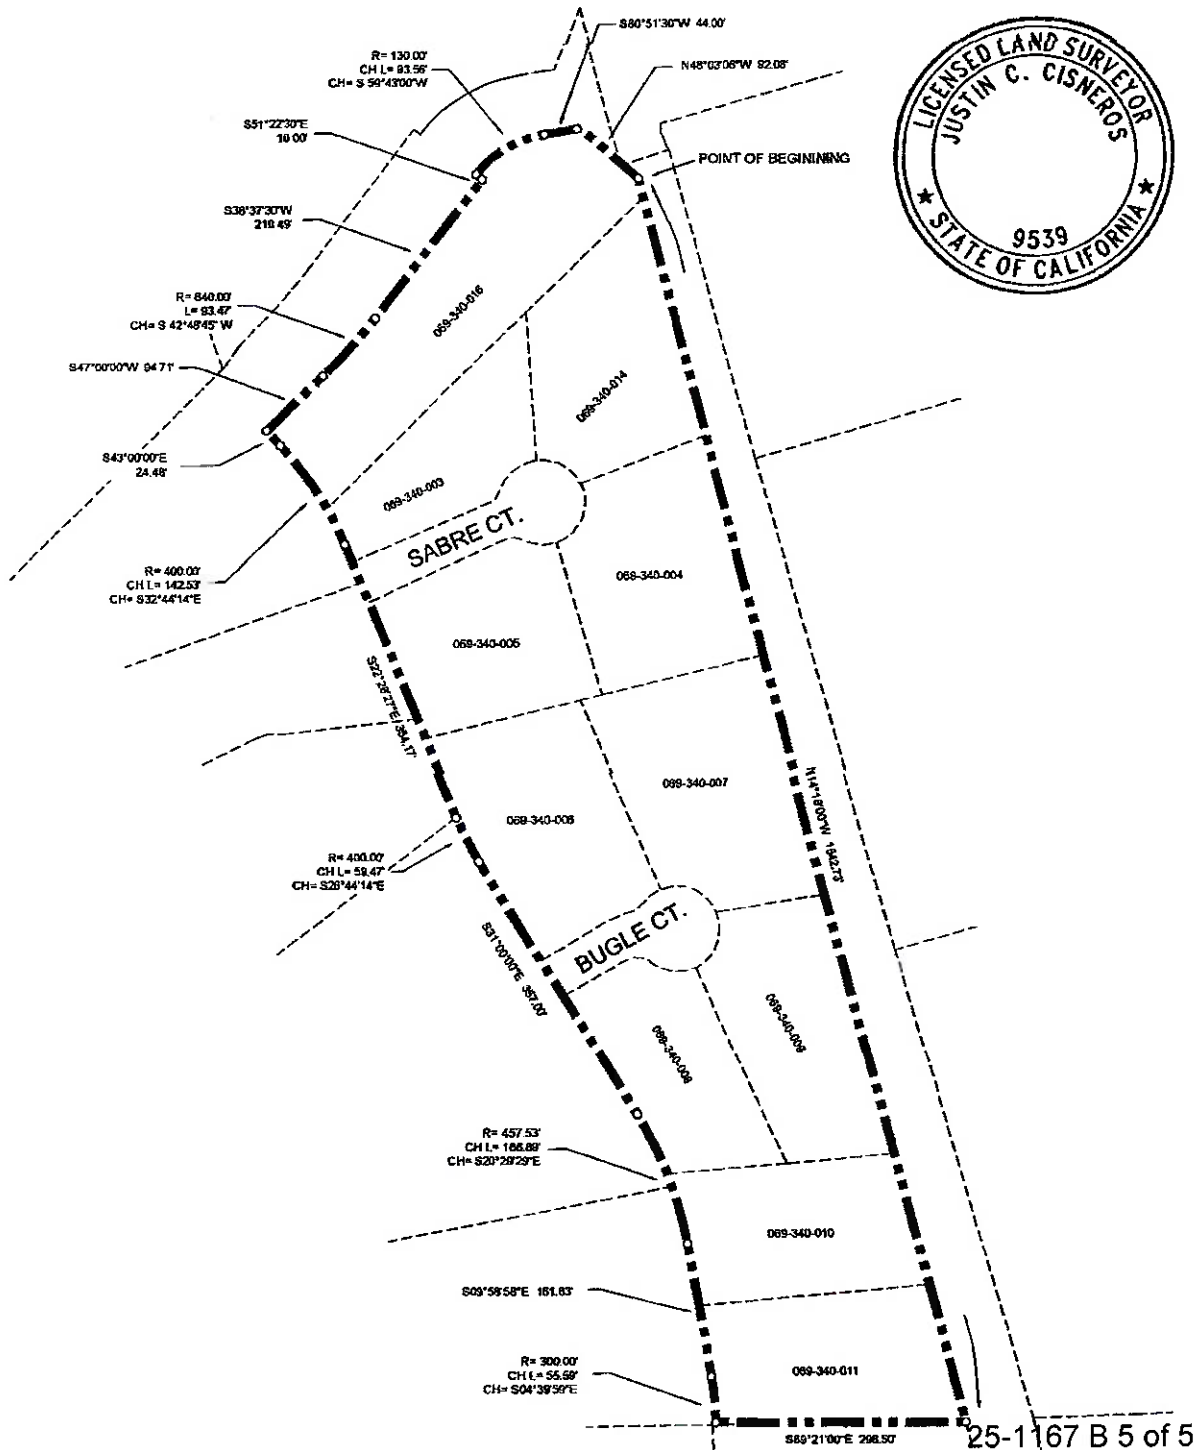 S80°51'30"W 44.00'
R= 130.00'
CH L= 93.56'
CH= S 59°43'00"W
N48°03'06"W 92.08'
LICENSED LAND SURVEYOR
JUSTIN C. CISNEROS
9539
STATE OF CALIFORNIA
S51°22'30"E
10.00'
POINT OF BEGININING
S38°37'30"W
219.49'
R= 840.00'
L= 93.47'
CH= S 42°48'45" W
069-340-016
S47°00'00"W 94.71'
069-340-014
S43°00'00"E
24.48'
069-340-003
SABRE CT.
R= 400.00'
CH L= 142.53'
CH= S32°44'14"E
069-340-004
069-340-005
S22°28'27"E 354.17'
N14°18'00"W 1642.73'
069-340-007
069-340-006
R= 400.00'
CH L= 59.47'
CH= S26°44'14"E
BUGLE CT.
S31°00'00"E 357.00'
069-340-009
069-340-008
R= 457.53'
CH L= 166.89'
CH= S20°29'29"E
069-340-010
S09°58'58"E 161.63'
R= 300.00'
CH L= 55.59'
CH= S04°39'59"E
069-340-011
S89°21'00"E 296.50'
25-1167 B 5 of 5